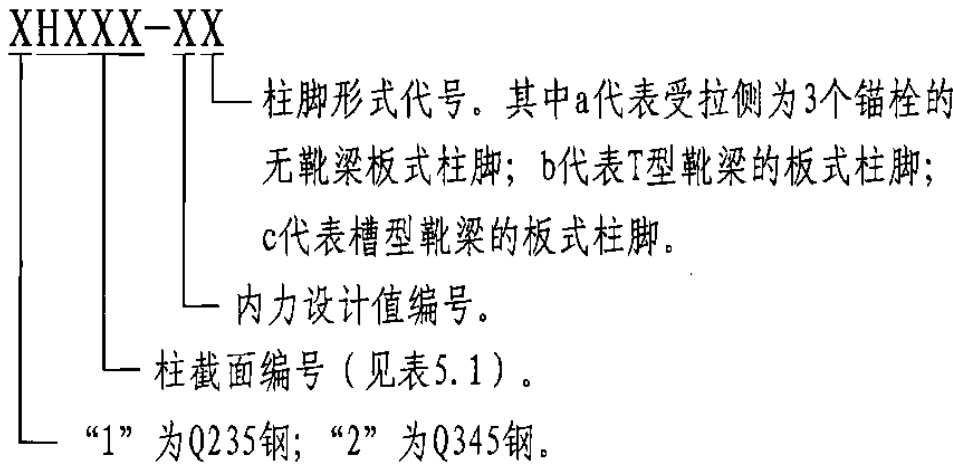 XHXXX-XX
柱脚形式代号。其中a代表受拉侧为3个锚栓的
无靴梁板式柱脚；b代表T型靴梁的板式柱脚；
c代表槽型靴梁的板式柱脚。
内力设计值编号。
柱截面编号（见表5.1）。
“1”为Q235钢；“2”为Q345钢。